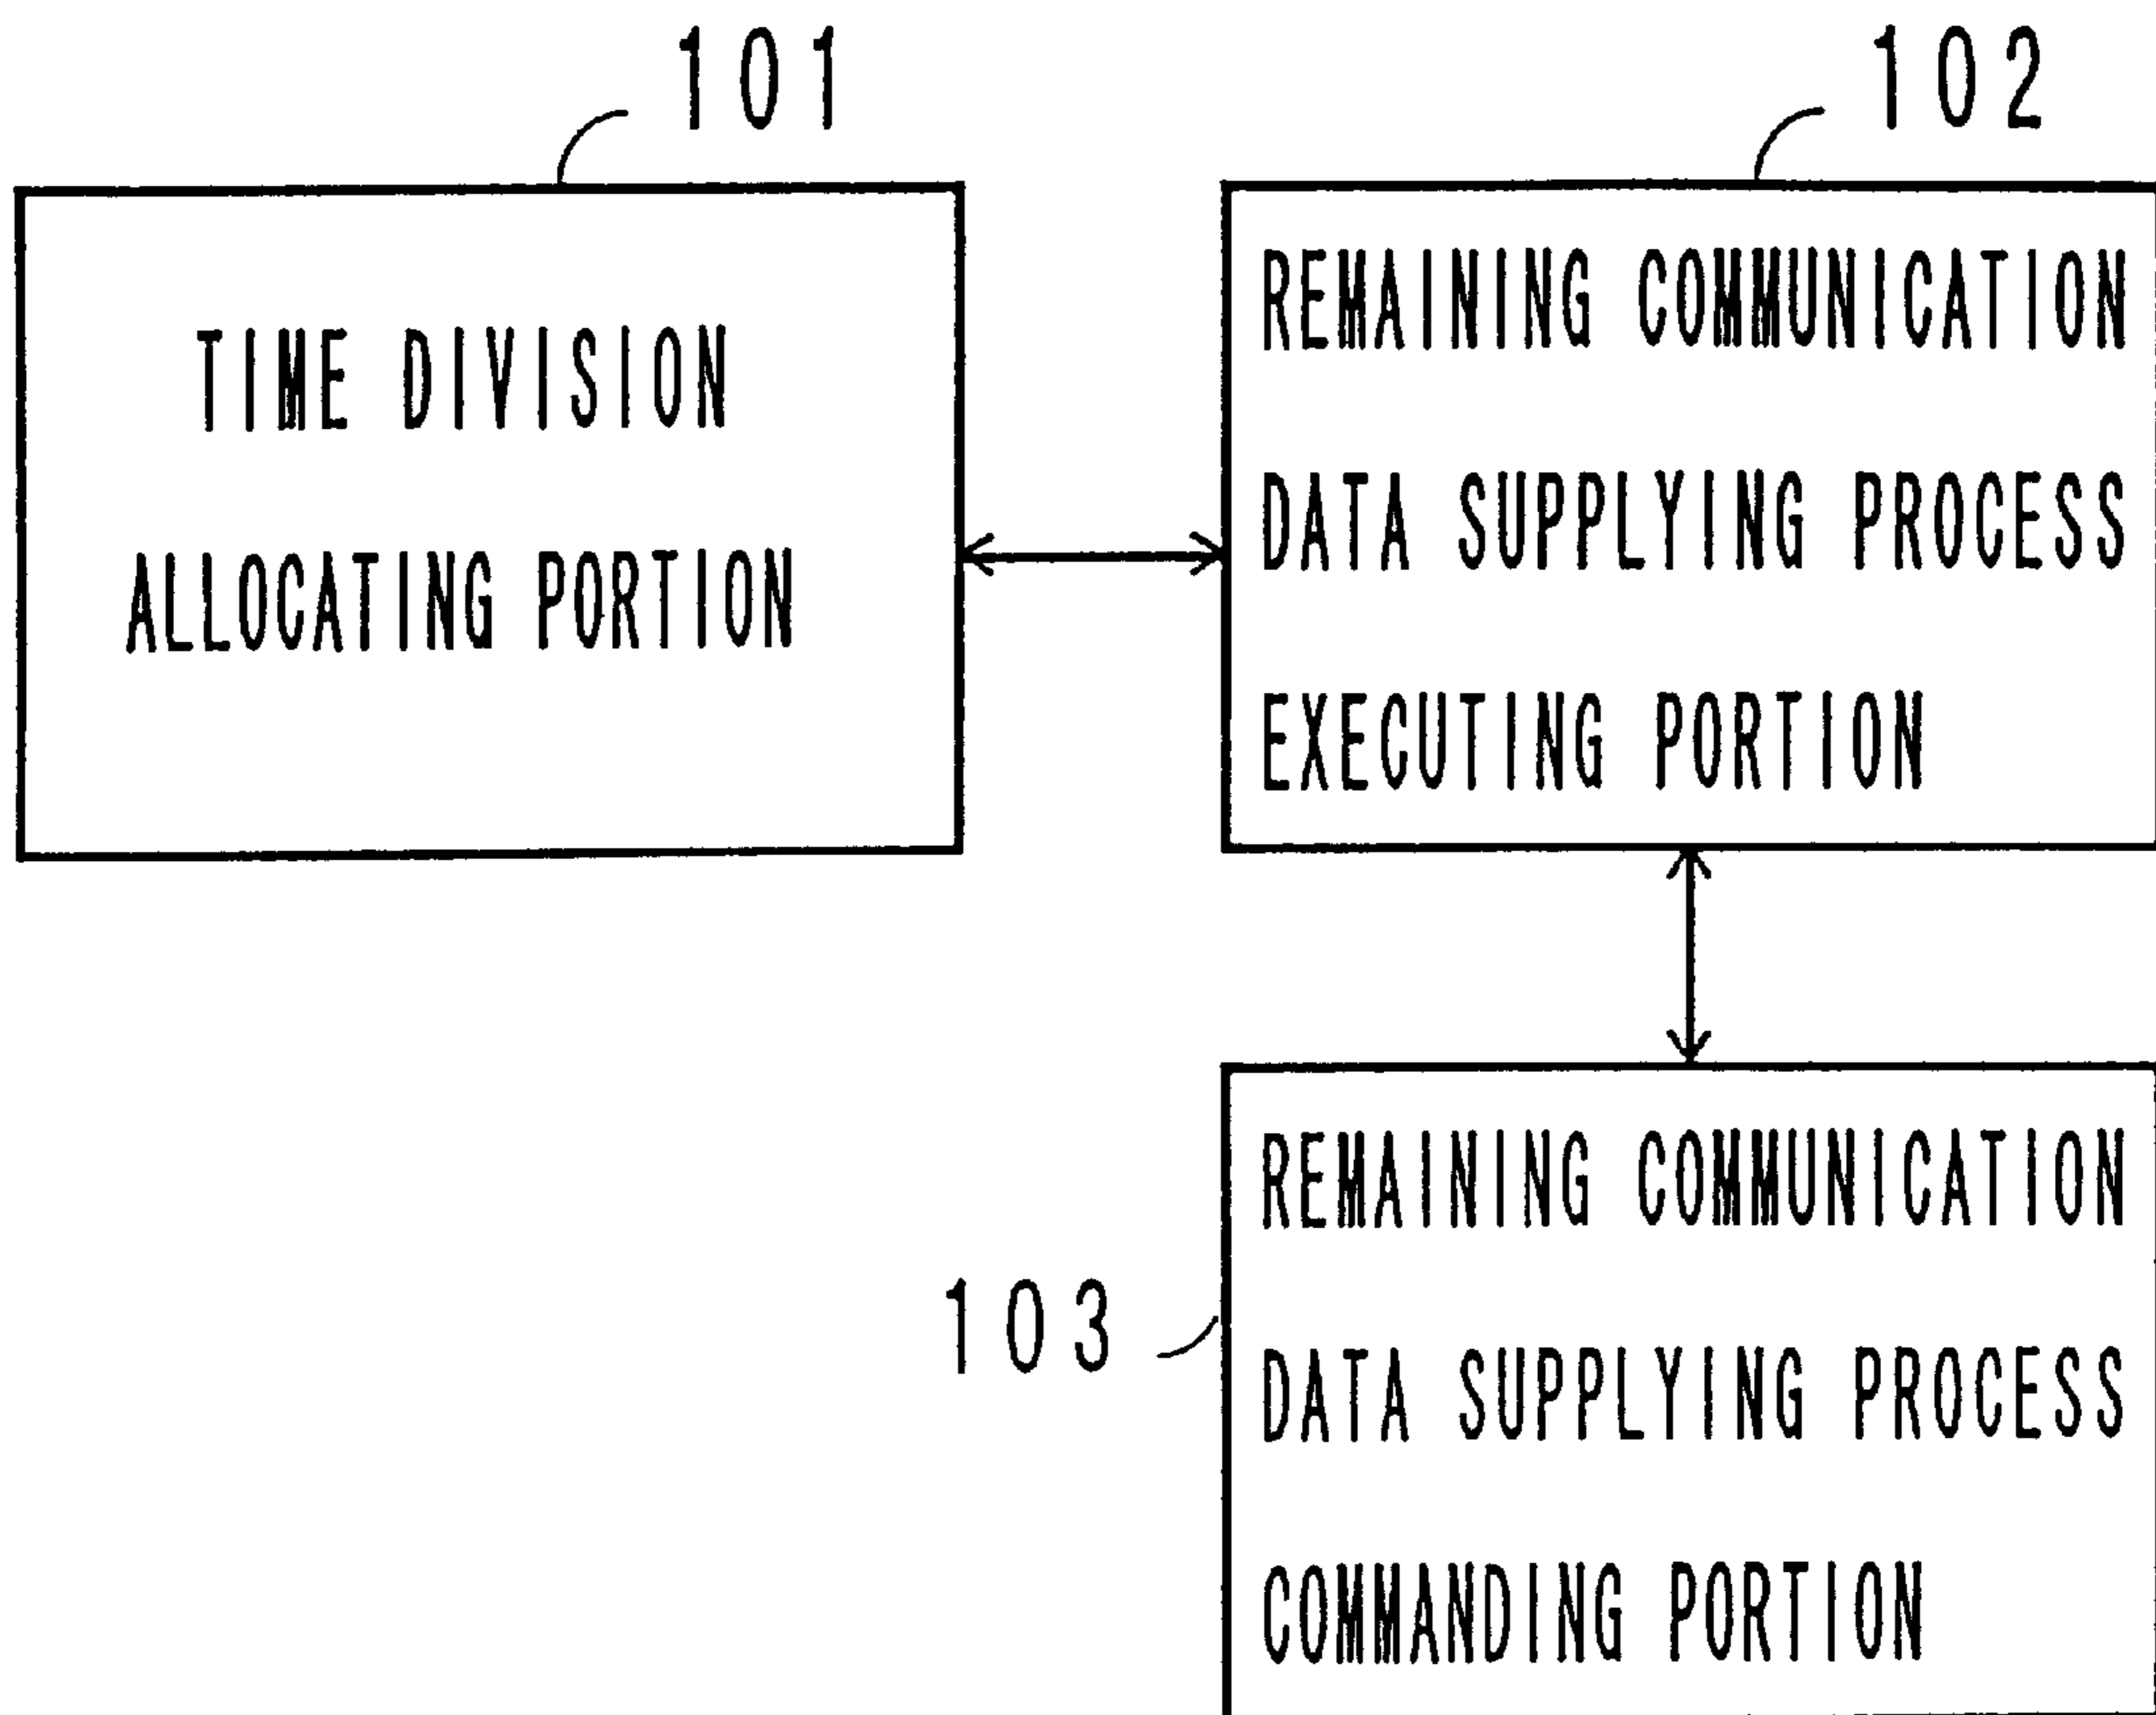 101
102
TIME DIVISION
ALLOCATING PORTION
REMAINING COMMUNICATION
DATA SUPPLYING PROCESS
EXECUTING PORTION
103
REMAINING COMMUNICATION
DATA SUPPLYING PROCESS
COMMANDING PORTION